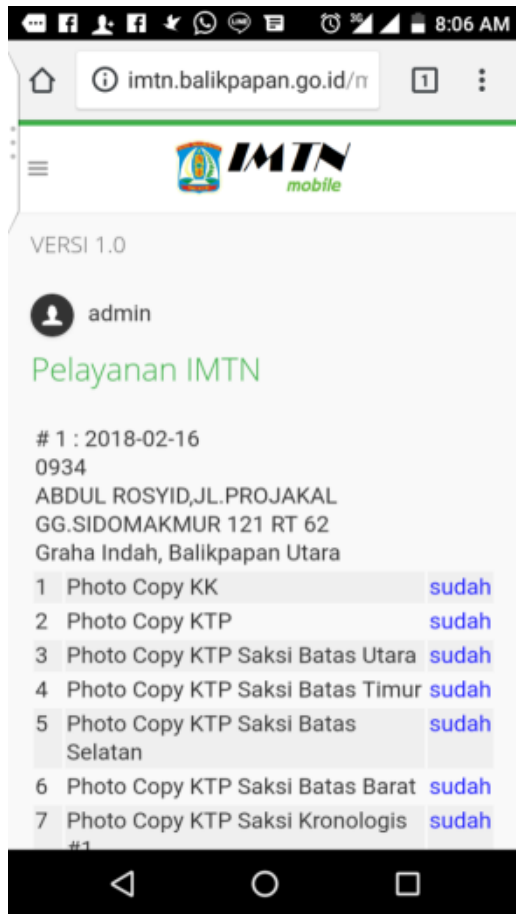 3G 8:06 AM
imtn.balikpapan.go.id/m 1
IMTN
mobile
VERSI 1.0
admin
Pelayanan IMTN
# 1 : 2018-02-16
0934
ABDUL ROSYID,JL.PROJAKAL
GG.SIDOMAKMUR 121 RT 62
Graha Indah, Balikpapan Utara
1 Photo Copy KK sudah
2 Photo Copy KTP sudah
3 Photo Copy KTP Saksi Batas Utara sudah
4 Photo Copy KTP Saksi Batas Timur sudah
5 Photo Copy KTP Saksi Batas sudah
Selatan
6 Photo Copy KTP Saksi Batas Barat sudah
7 Photo Copy KTP Saksi Kronologis sudah
#1